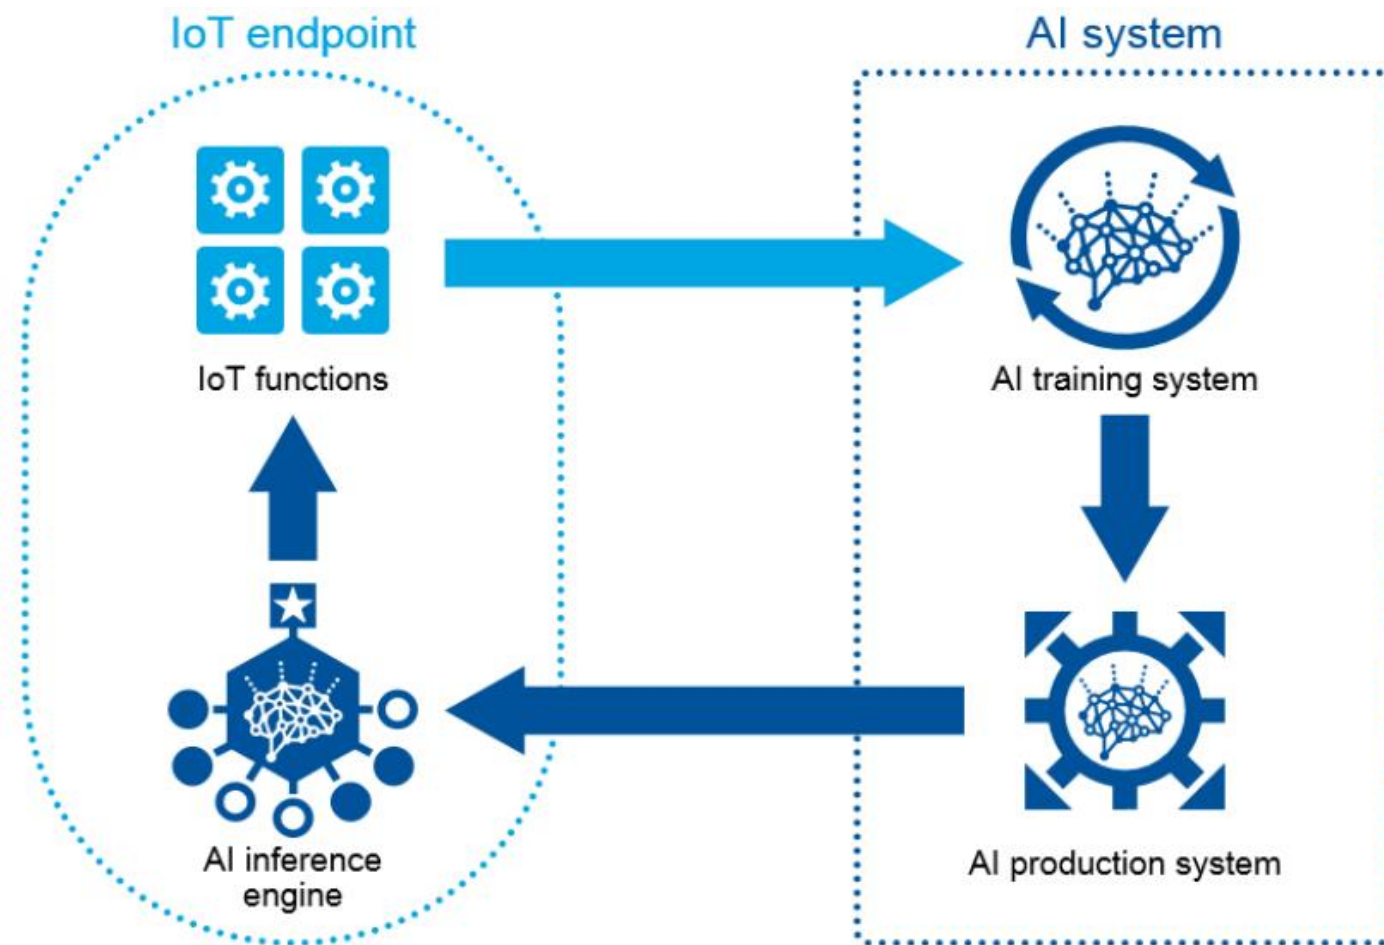 IoT endpoint
AI system
IoT functions
AI training system
AI inference
engine
AI production system